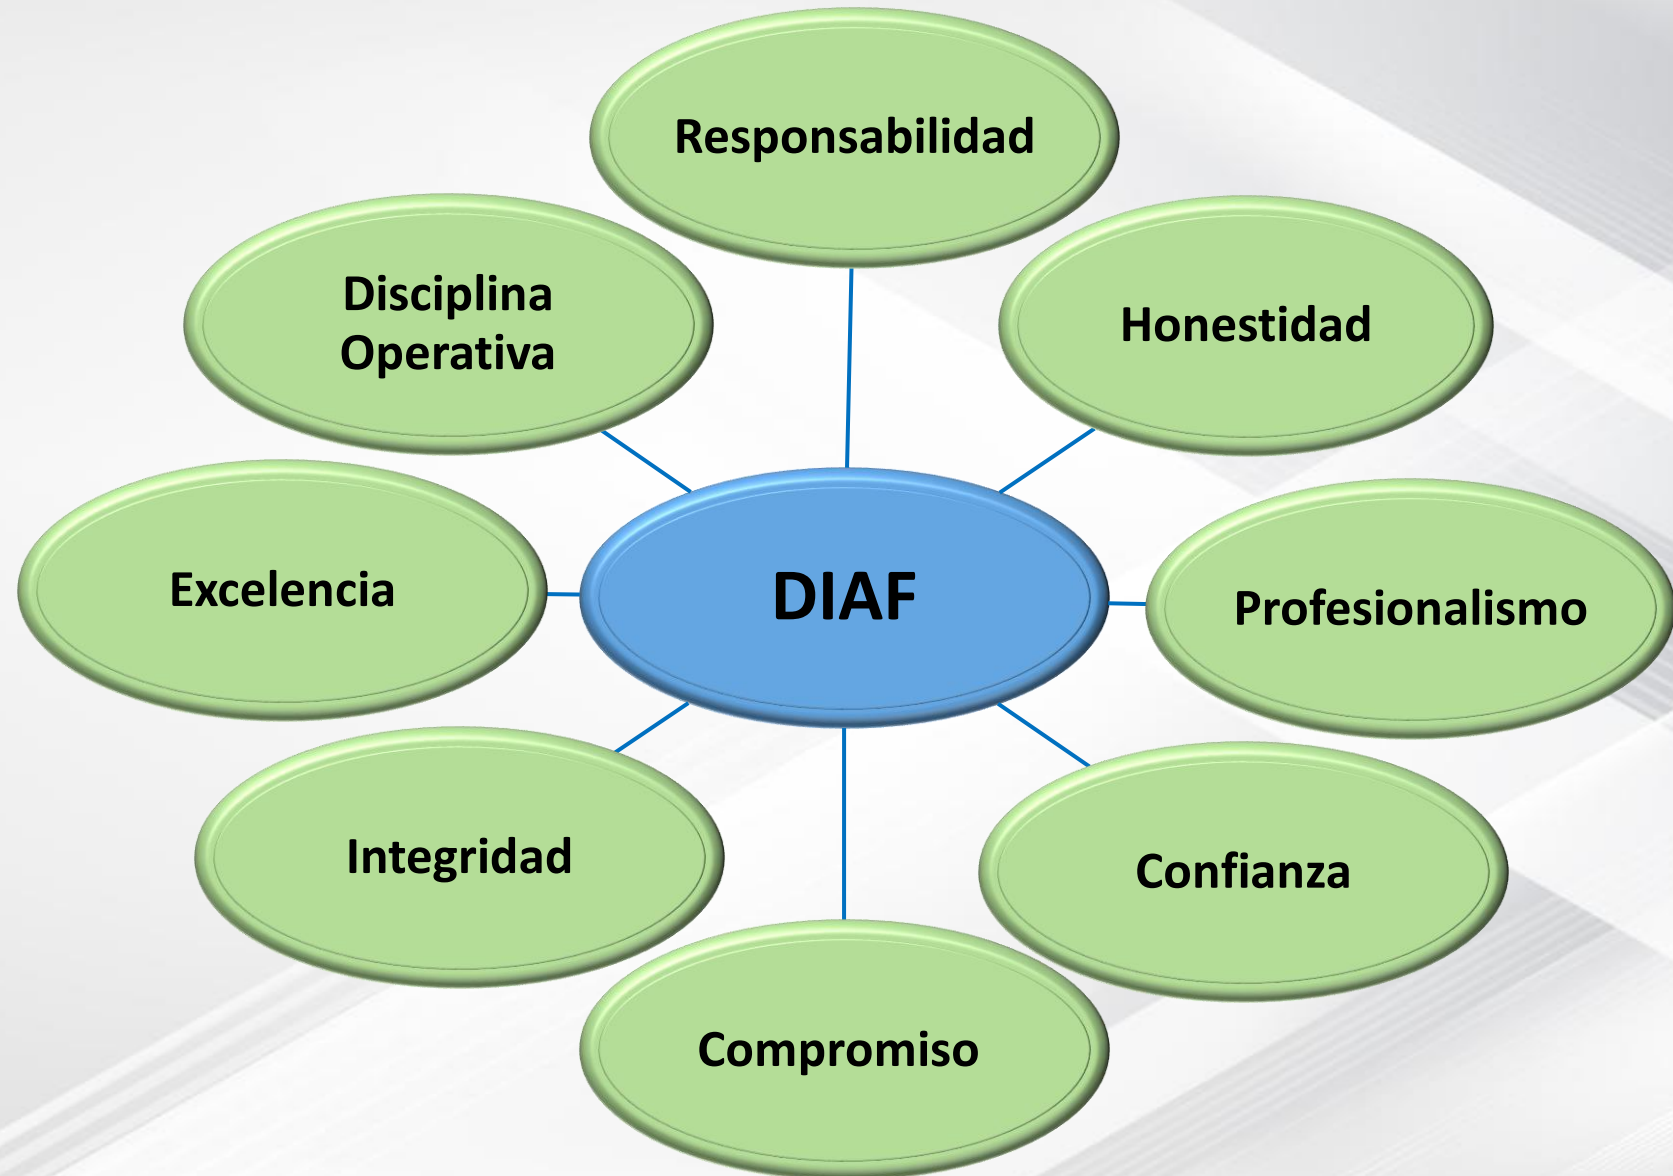 Responsabilidad
Disciplina
Operativa
Honestidad
Excelencia
DIAF
Profesionalismo
Integridad
Confianza
Compromiso